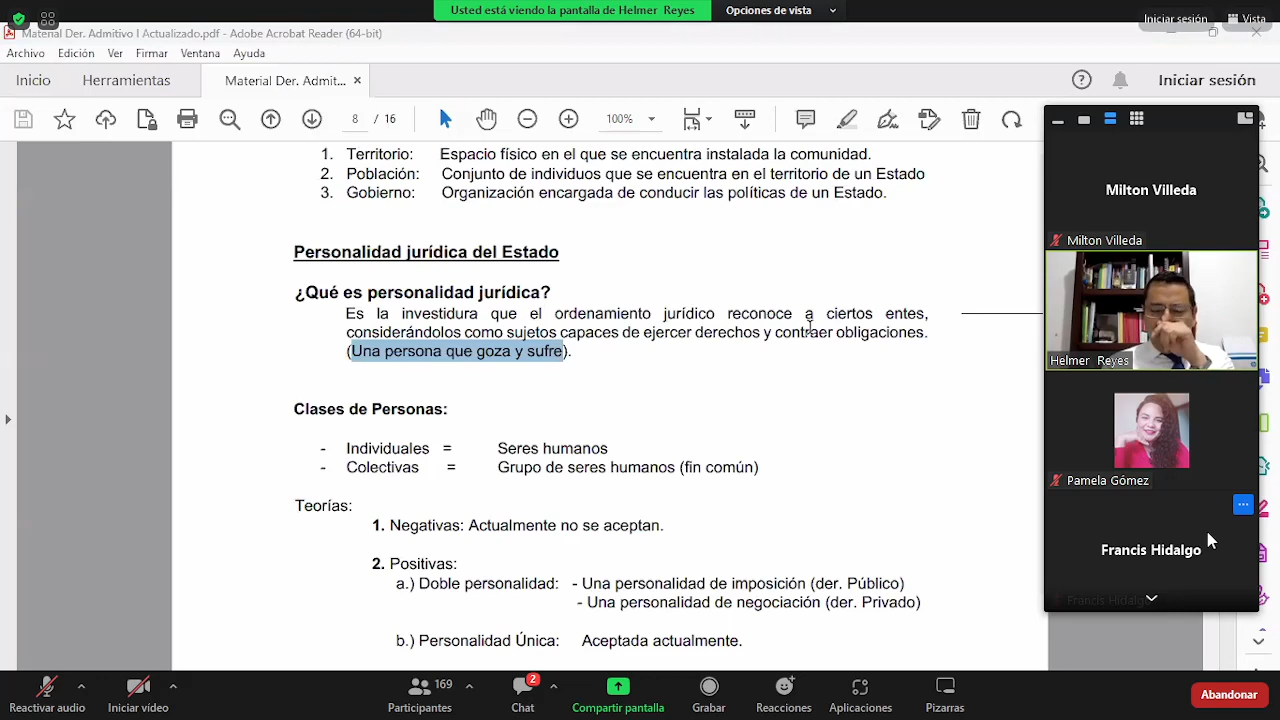 Usted está viendo la pantalla de Helmer Reyes
Opciones de vista
Iniciar sesión
Vista
Material Der. Admitivo I Actualizado.pdf - Adobe Acrobat Reader (64-bit)
Archivo Edición Ver Firmar Ventana Ayuda
Inicio Herramientas Material Der. Admit... × Iniciar sesión
8 / 16 100%
1. Territorio: Espacio físico en el que se encuentra instalada la comunidad.
2. Población: Conjunto de individuos que se encuentra en el territorio de un Estado
3. Gobierno: Organización encargada de conducir las políticas de un Estado.
Personalidad jurídica del Estado
¿Qué es personalidad jurídica?
Es la investidura que el ordenamiento jurídico reconoce a ciertos entes,
considerándolos como sujetos capaces de ejercer derechos y contraer obligaciones.
(Una persona que goza y sufre).
Clases de Personas:
- Individuales = Seres humanos
- Colectivas = Grupo de seres humanos (fin común)
Teorías:
1. Negativas: Actualmente no se aceptan.
2. Positivas:
a.) Doble personalidad: - Una personalidad de imposición (der. Público)
- Una personalidad de negociación (der. Privado)
b.) Personalidad Única: Aceptada actualmente.
Milton Villeda
Milton Villeda
Helmer Reyes
Pamela Gómez
Francis Hidalgo
Francis Hidalgo
Reactivar audio
Iniciar vídeo
169
Participantes
2
Chat
Compartir pantalla
Grabar
Reacciones
Aplicaciones
Pizarras
Abandonar